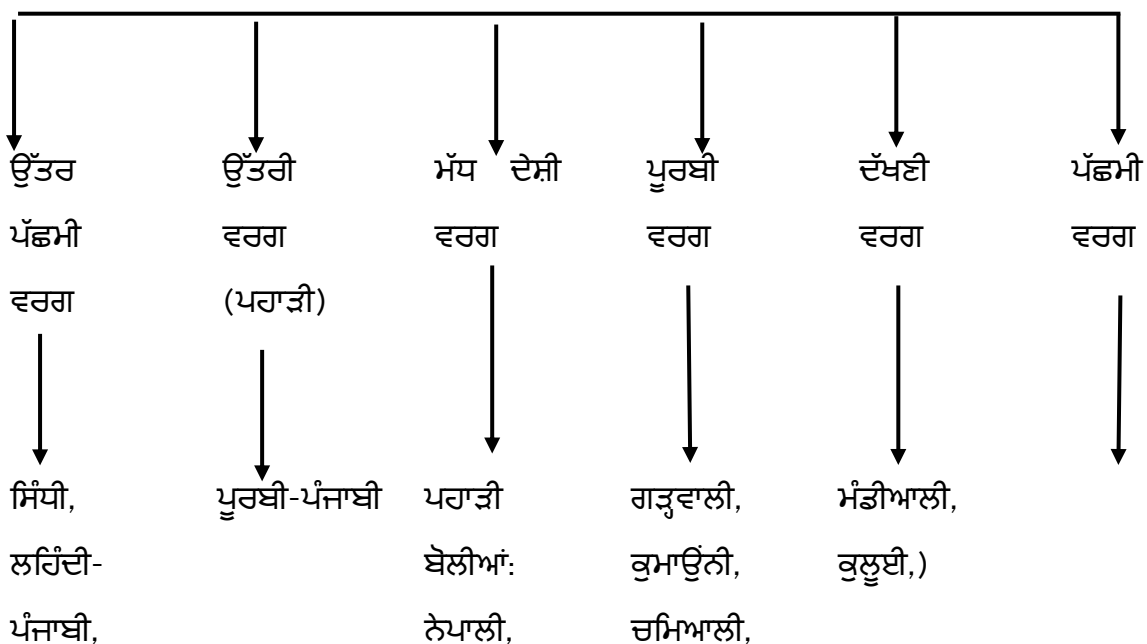 ਉੱਤਰ ਉੱਤਰੀ ਮੱਧ ਦੇਸ਼ੀ ਪੂਰਬੀ ਦੱਖਣੀ ਪੱਛਮੀ
ਪੱਛਮੀ ਵਰਗ ਵਰਗ ਵਰਗ ਵਰਗ ਵਰਗ
ਵਰਗ (ਪਹਾੜੀ)
ਸਿੰਧੀ, ਪੂਰਬੀ-ਪੰਜਾਬੀ ਪਹਾੜੀ ਗੜ੍ਹਵਾਲੀ, ਮੰਡੀਆਲੀ,
ਲਹਿੰਦੀ- ਬੋਲੀਆਂ: ਕੁਮਾਉਂਨੀ, ਕੁਲੂਈ,)
ਪੰਜਾਬੀ, ਨੇਪਾਲੀ, ਚਮਿਆਲੀ,